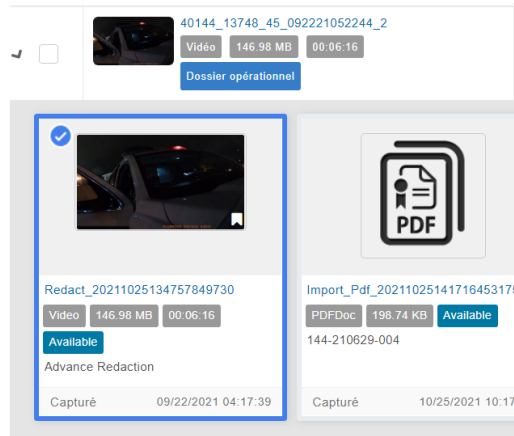 40144_13748_45_092221052244_2
Vidéo 146.98 MB 00:06:16
Dossier opérationnel
PDF
Redact_20211025134757849730
Video 146.98 MB 00:06:16
Available
Advance Redaction
Capturé 09/22/2021 04:17:39
Import_Pdf_2021102514171645317
PDFDoc 198.74 KB Available
144-210629-004
Capturé 10/25/2021 10:17